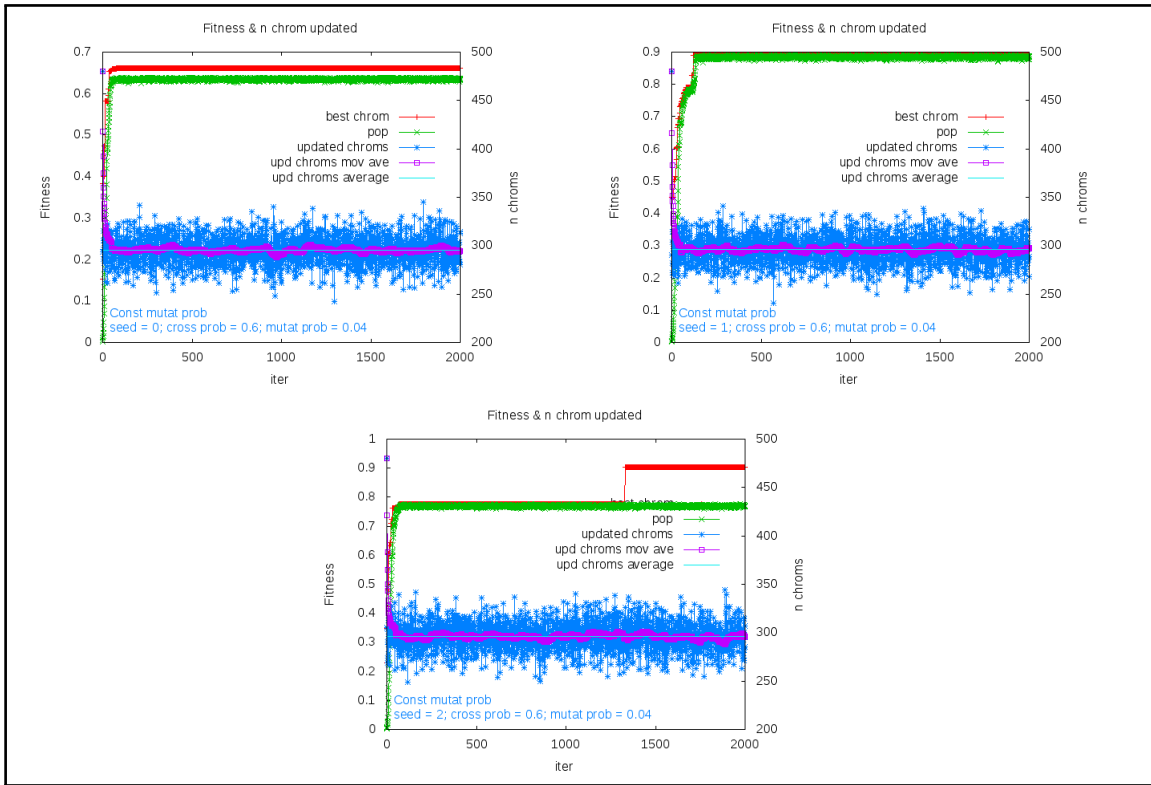 Fitness & n chrom updated
0.7
0.6
0.5
0.4
0.3
0.2
0.1
0
Fitness
500
450
400
350
300
250
200
n chroms
best chrom
pop
updated chroms
upd chroms mov ave
upd chroms average
Const mutat prob
seed = 0; cross prob = 0.6; mutat prob = 0.04
0 500 1000 1500 2000
iter
Fitness & n chrom updated
0.9
0.8
0.7
0.6
0.5
0.4
0.3
0.2
0.1
0
Fitness
500
450
400
350
300
250
200
n chroms
best chrom
pop
updated chroms
upd chroms mov ave
upd chroms average
Const mutat prob
seed = 1; cross prob = 0.6; mutat prob = 0.04
0 500 1000 1500 2000
iter
Fitness & n chrom updated
1
0.9
0.8
0.7
0.6
0.5
0.4
0.3
0.2
0.1
0
Fitness
500
450
400
350
300
250
200
n chroms
best chrom
pop
updated chroms
upd chroms mov ave
upd chroms average
Const mutat prob
seed = 2; cross prob = 0.6; mutat prob = 0.04
0 500 1000 1500 2000
iter